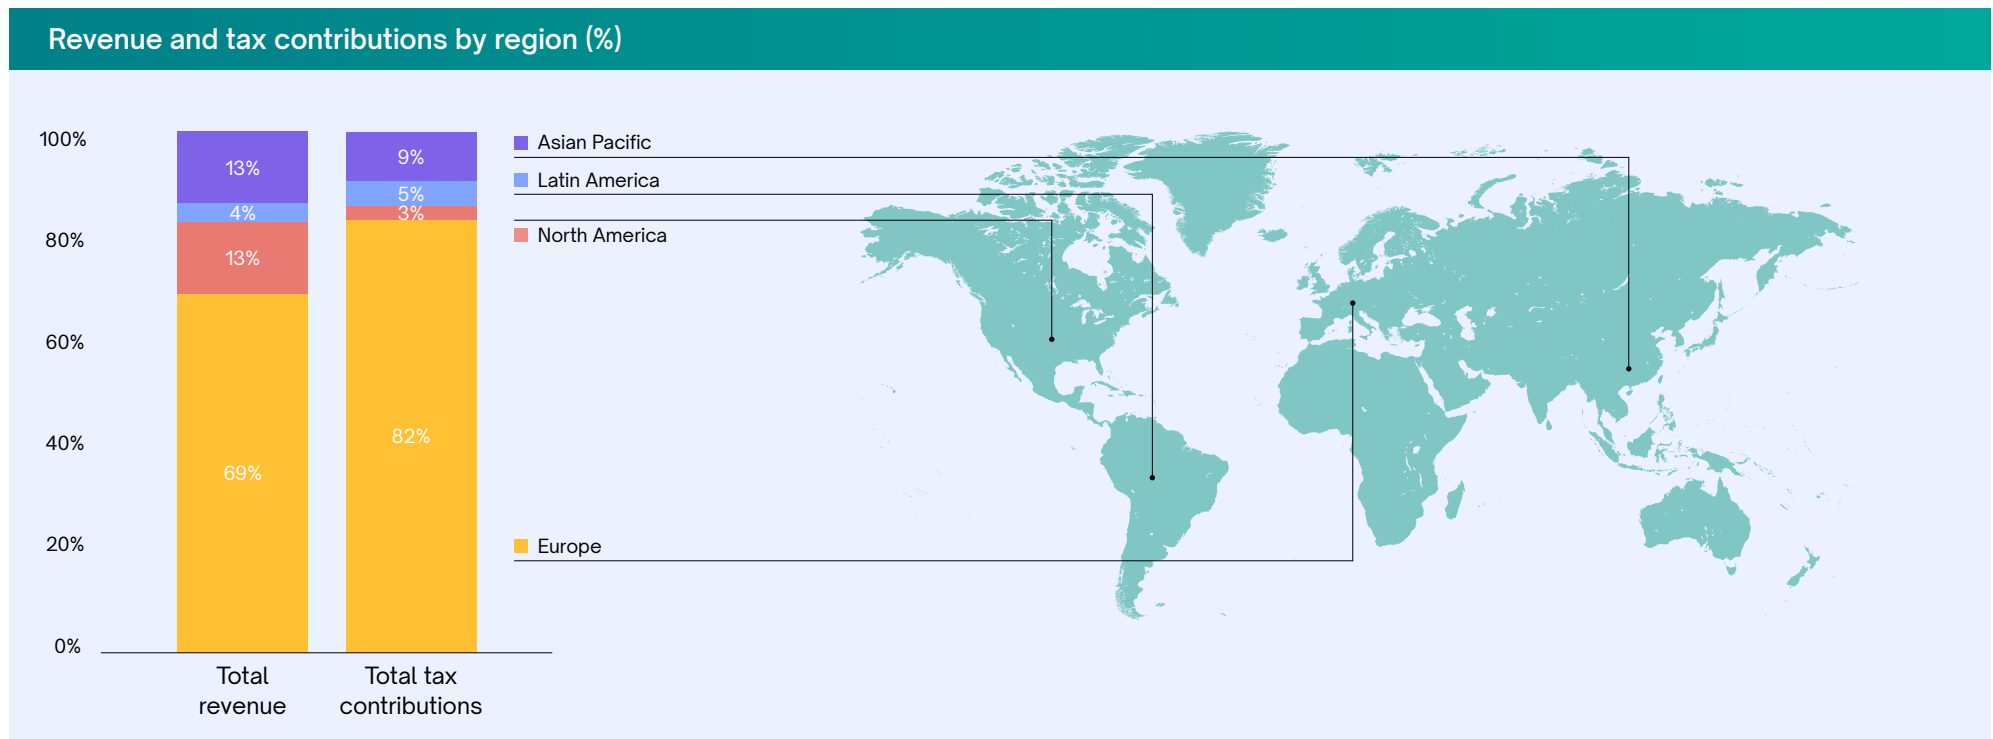 Revenue and tax contributions by region (%)
100%
80%
60%
40%
20%
0%
13%
4%
13%
69%
9%
5%
3%
82%
Total
revenue
Total tax
contributions
Asian Pacific
Latin America
North America
Europe